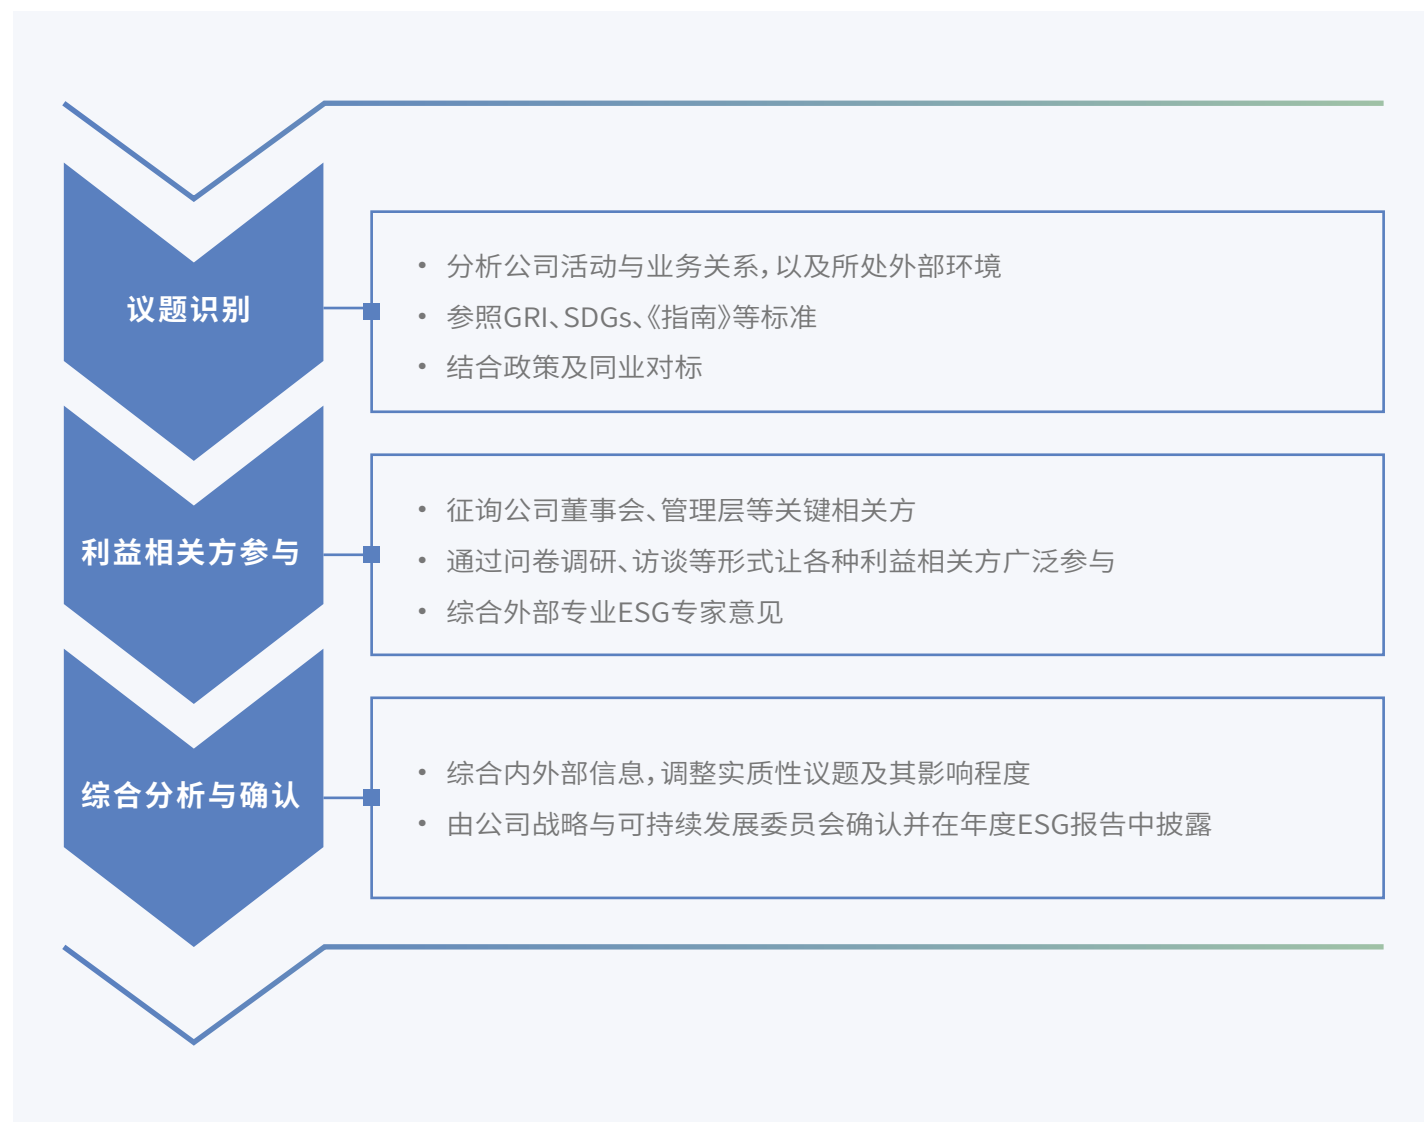 议题识别
• 分析公司活动与业务关系，以及所处外部环境
• 参照GRI、SDGs、《指南》等标准
• 结合政策及同业对标
利益相关方参与
• 征询公司董事会、管理层等关键相关方
• 通过问卷调研、访谈等形式让各种利益相关方广泛参与
• 综合外部专业ESG专家意见
综合分析与确认
• 综合内外部信息，调整实质性议题及其影响程度
• 由公司战略与可持续发展委员会确认并在年度ESG报告中披露